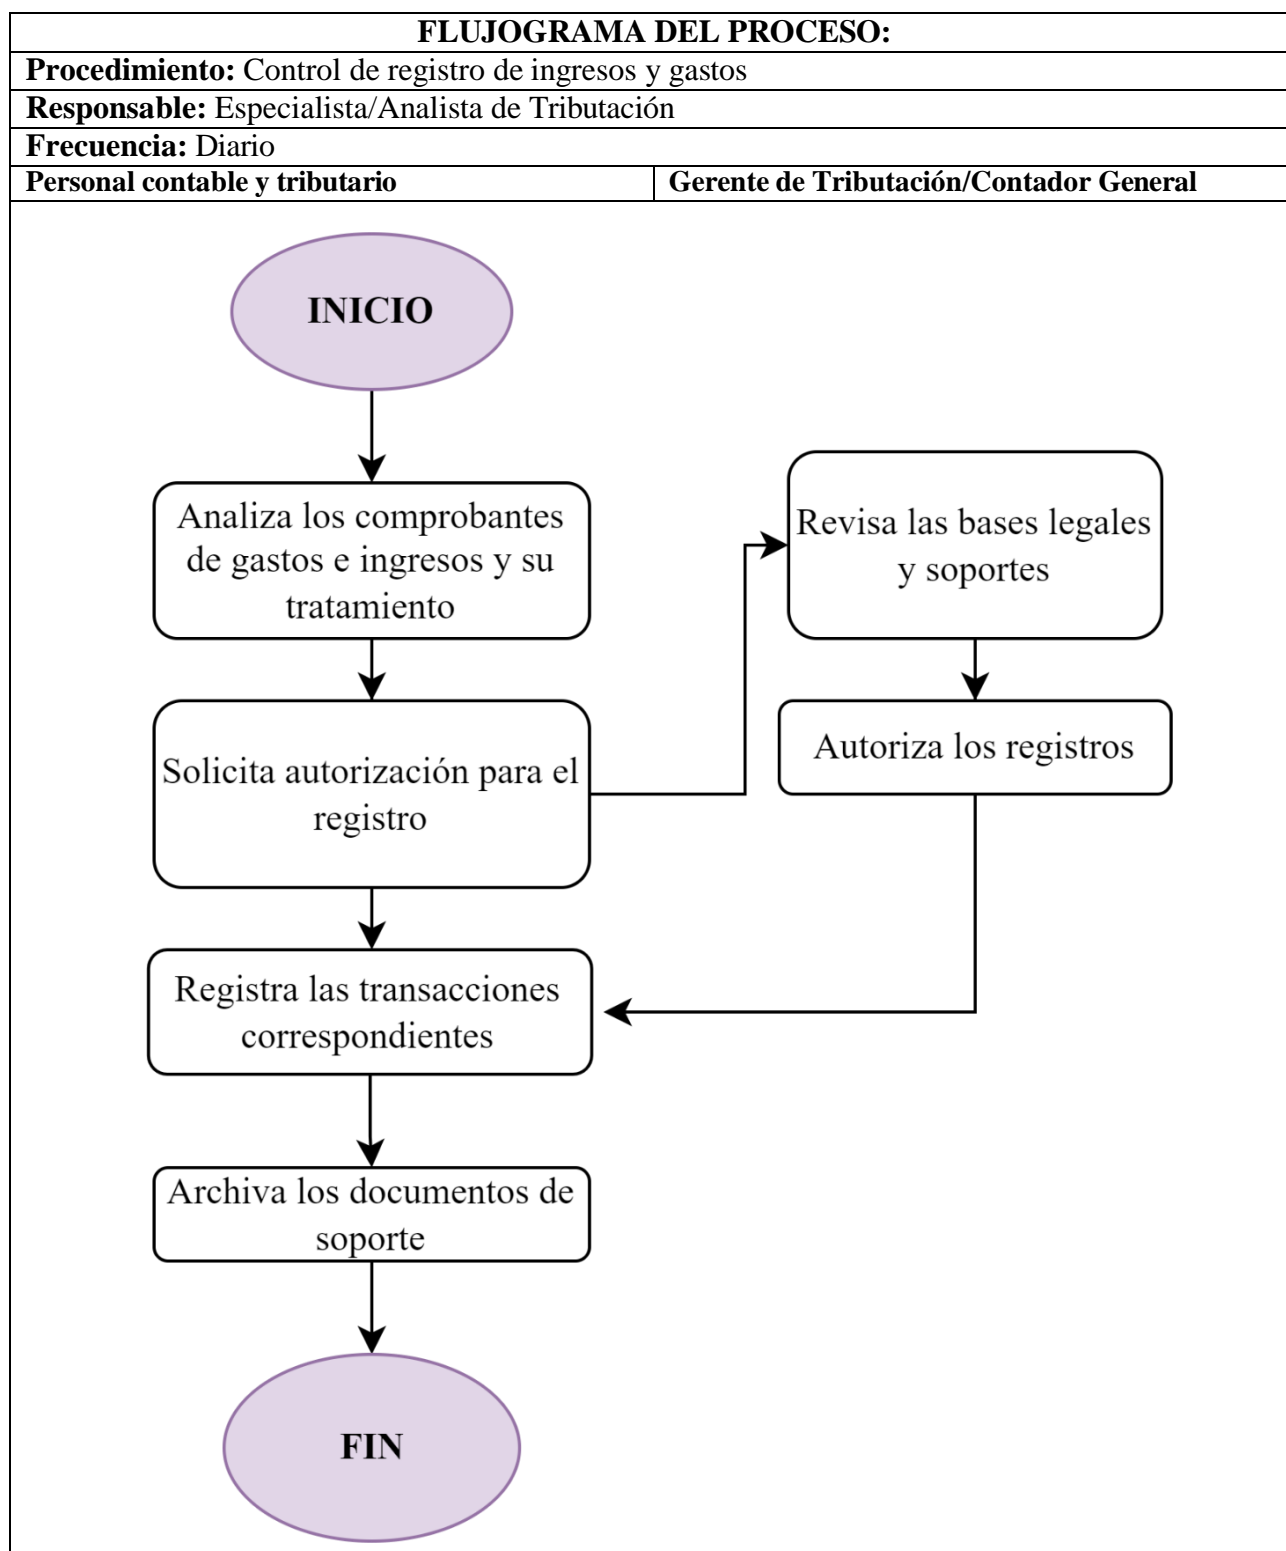 FLUJOGRAMA DEL PROCESO:
Procedimiento: Control de registro de ingresos y gastos
Responsable: Especialista/Analista de Tributación
Frecuencia: Diario
Personal contable y tributario
Gerente de Tributación/Contador General
INICIO
Analiza los comprobantes
de gastos e ingresos y su
tratamiento
Revisa las bases legales
y soportes
Solicita autorización para el
registro
Autoriza los registros
Registra las transacciones
correspondientes
Archiva los documentos de
soporte
FIN